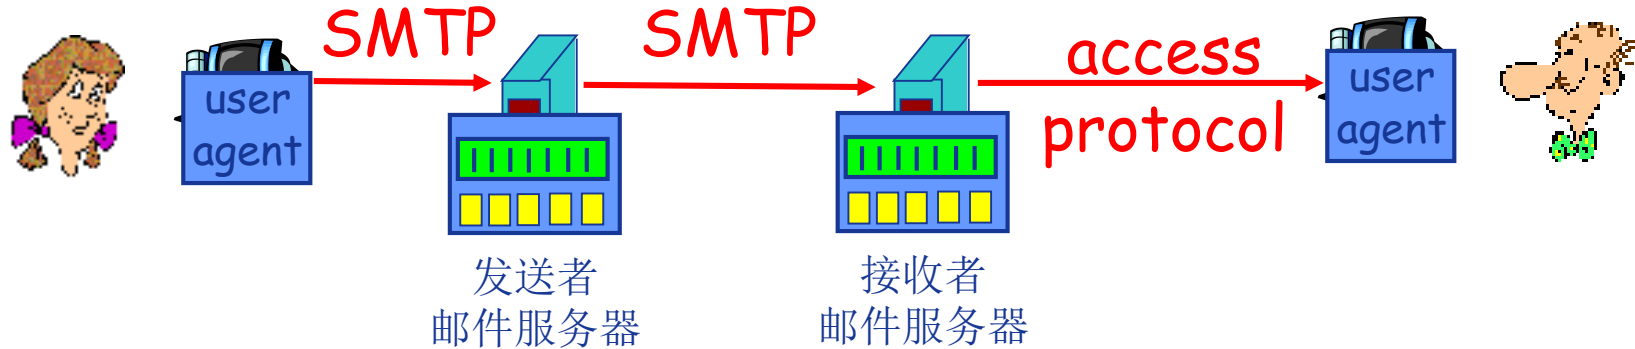 SMTP
SMTP
access
protocol
user
agent
user
agent
发送者
邮件服务器
接收者
邮件服务器